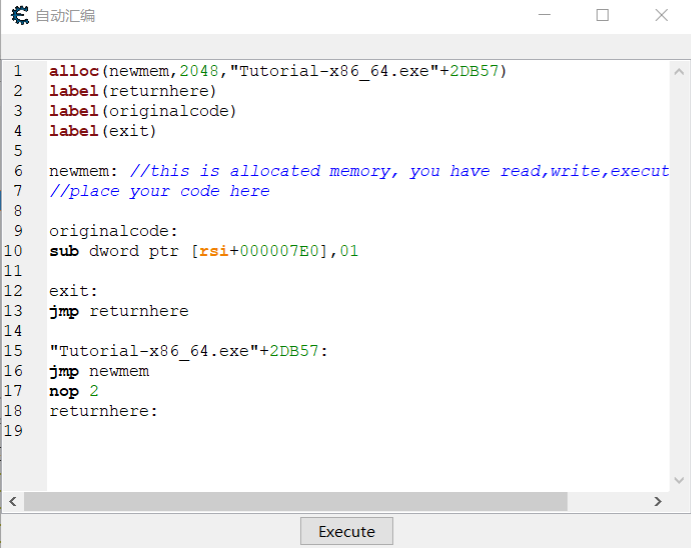 自动汇编
1 alloc(newmem,2048,"Tutorial-x86_64.exe"+2DB57)
2 label(returnhere)
3 label(originalcode)
4 label(exit)
5
6 newmem: //this is allocated memory, you have read,write,execut
7 //place your code here
8
9 originalcode:
10 sub dword ptr [rsi+000007E0],01
11
12 exit:
13 jmp returnhere
14
15 "Tutorial-x86_64.exe"+2DB57:
16 jmp newmem
17 nop 2
18 returnhere:
19
Execute